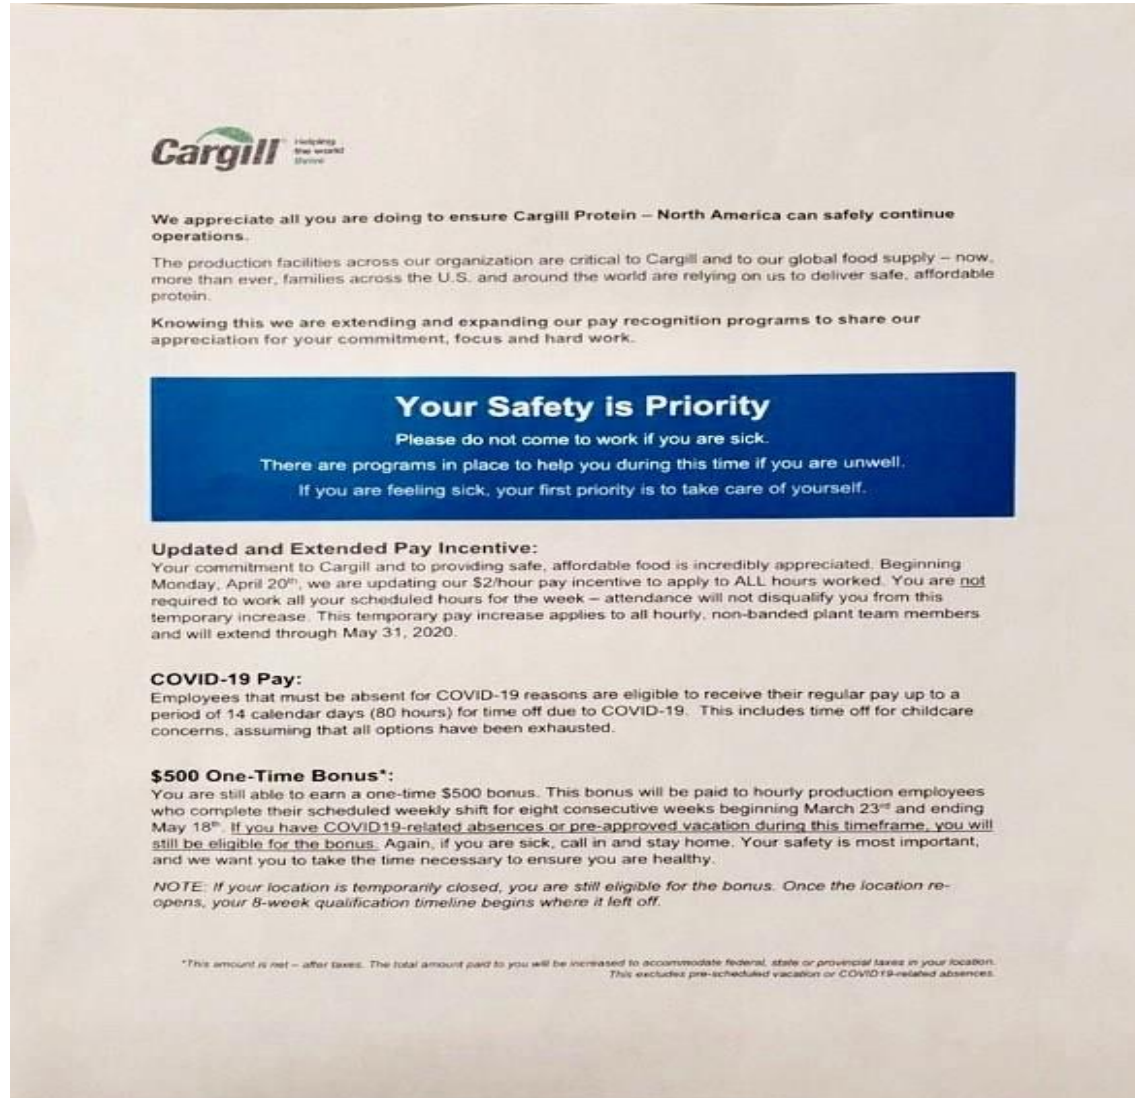 Cargill Helping
the world
thrive
We appreciate all you are doing to ensure Cargill Protein – North America can safely continue
operations.
The production facilities across our organization are critical to Cargill and to our global food supply – now,
more than ever, families across the U.S. and around the world are relying on us to deliver safe, affordable
protein.
Knowing this we are extending and expanding our pay recognition programs to share our
appreciation for your commitment, focus and hard work.
Your Safety is Priority
Please do not come to work if you are sick.
There are programs in place to help you during this time if you are unwell.
If you are feeling sick, your first priority is to take care of yourself.
Updated and Extended Pay Incentive:
Your commitment to Cargill and to providing safe, affordable food is incredibly appreciated. Beginning
Monday, April 20th, we are updating our $2/hour pay incentive to apply to ALL hours worked. You are not
required to work all your scheduled hours for the week – attendance will not disqualify you from this
temporary increase. This temporary pay increase applies to all hourly, non-banded plant team members
and will extend through May 31, 2020.
COVID-19 Pay:
Employees that must be absent for COVID-19 reasons are eligible to receive their regular pay up to a
period of 14 calendar days (80 hours) for time off due to COVID-19. This includes time off for childcare
concerns, assuming that all options have been exhausted.
$500 One-Time Bonus*:
You are still able to earn a one-time $500 bonus. This bonus will be paid to hourly production employees
who complete their scheduled weekly shift for eight consecutive weeks beginning March 23rd and ending
May 18th. If you have COVID19-related absences or pre-approved vacation during this timeframe, you will
still be eligible for the bonus. Again, if you are sick, call in and stay home. Your safety is most important,
and we want you to take the time necessary to ensure you are healthy.
NOTE: If your location is temporarily closed, you are still eligible for the bonus. Once the location re-
opens, your 8-week qualification timeline begins where it left off.
*This amount is net – after taxes. The total amount paid to you will be increased to accommodate federal, state or provincial taxes in your location.
This excludes pre-scheduled vacation or COVID19-related absences.